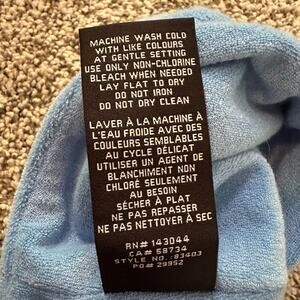 MACHINE WASH COLD
WITH LIKE COLOURS
AT GENTLE SETTING
USE ONLY NON-CHLORINE
BLEACH WHEN NEEDED
LAY FLAT TO DRY
DO NOT IRON
DO NOT DRY CLEAN
LAVER À LA MACHINE À
L'EAU FROIDE AVEC DES
COULEURS SEMBLABLES
AU CYCLE DÉLICAT
UTILISER UN AGENT DE
BLANCHIMENT NON
CHLORÉ SEULEMENT
AU BESOIN
SÉCHER À PLAT
NE PAS REPASSER
NE PAS NETTOYER À SEC
RN# 143044
CA# 58734
STYLE NO.:83403
PO# 29952